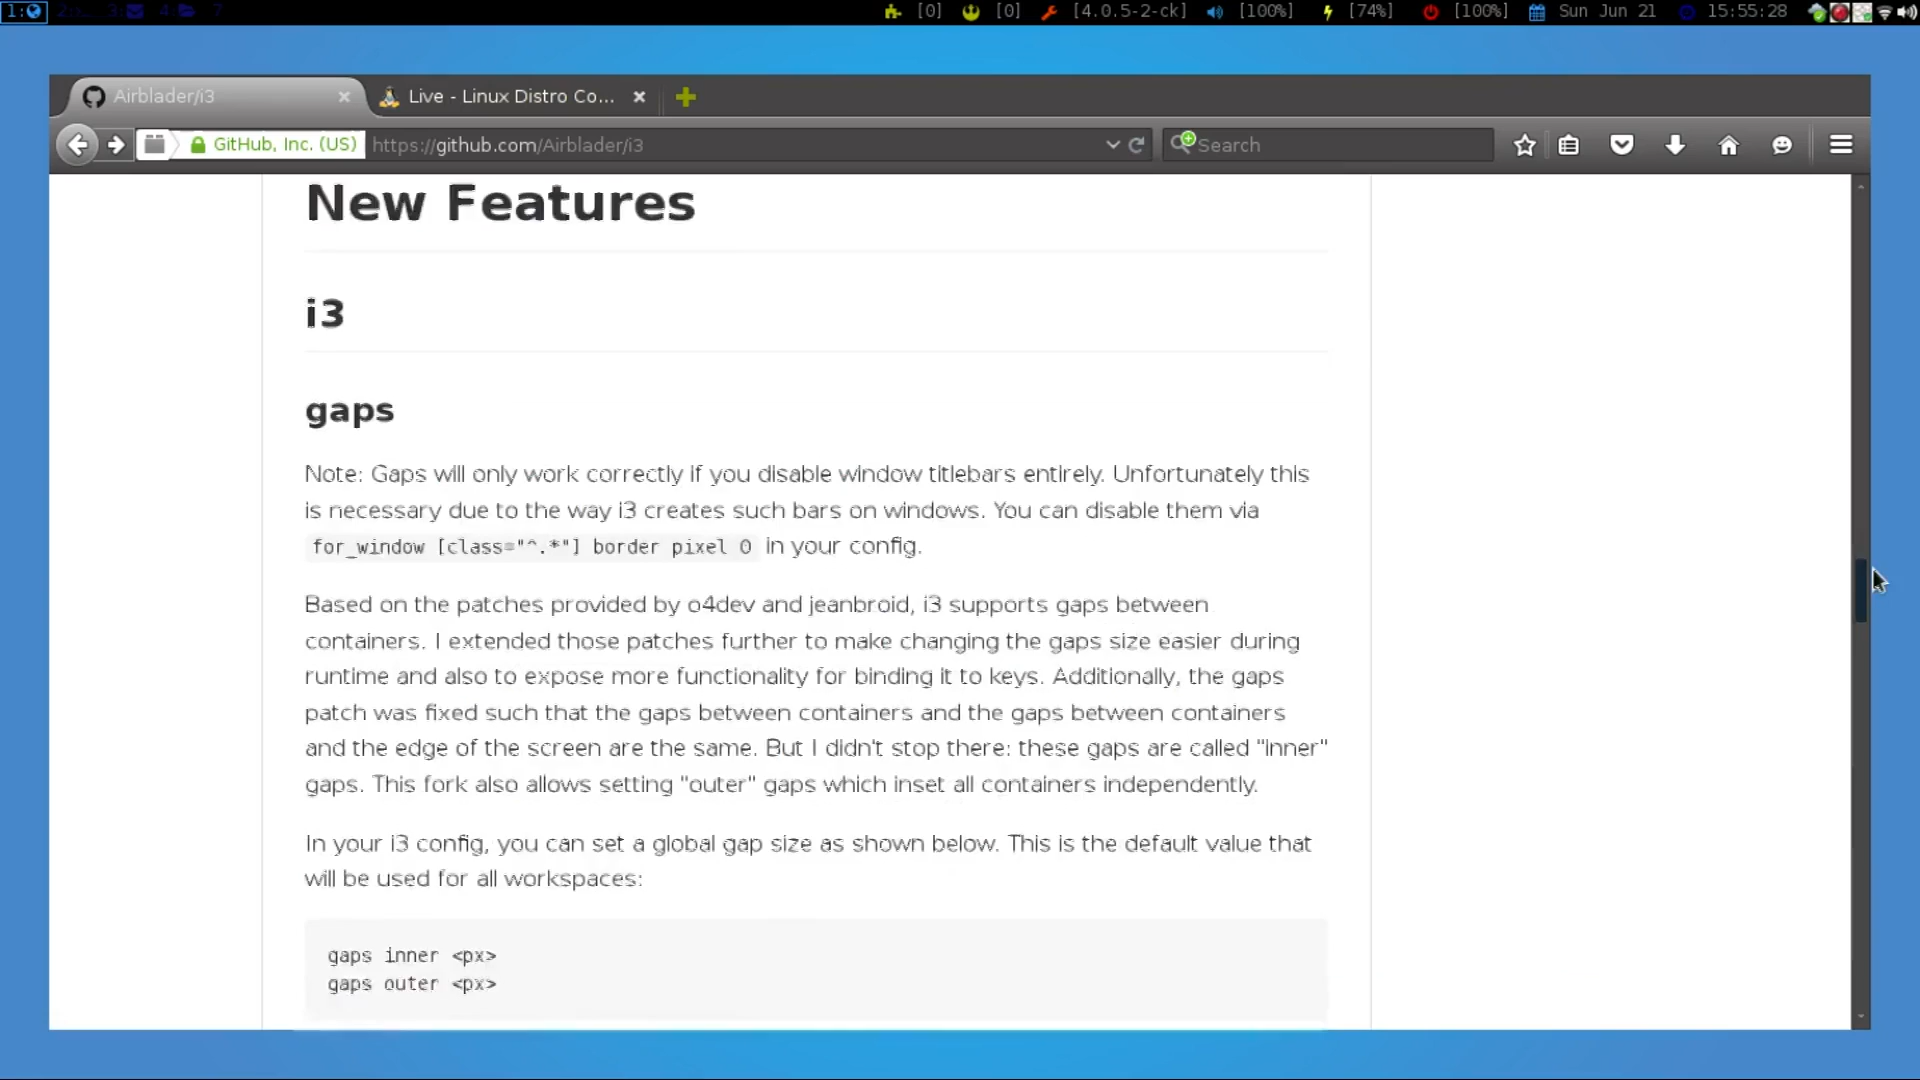 1: 2: 3: 4: 7 [0] [0] [4.0.5-2-ck] [100%] [74%] [100%] Sun Jun 21 15:55:28
Airblader/i3 Live - Linux Distro Co...
GitHub, Inc. (US) https://github.com/Airblader/i3 Search
New Features
i3
gaps
Note: Gaps will only work correctly if you disable window titlebars entirely. Unfortunately this
is necessary due to the way i3 creates such bars on windows. You can disable them via
for_window [class="^.*"] border pixel 0 in your config.
Based on the patches provided by o4dev and jeanbroid, i3 supports gaps between
containers. I extended those patches further to make changing the gaps size easier during
runtime and also to expose more functionality for binding it to keys. Additionally, the gaps
patch was fixed such that the gaps between containers and the gaps between containers
and the edge of the screen are the same. But I didn't stop there: these gaps are called "inner"
gaps. This fork also allows setting "outer" gaps which inset all containers independently.
In your i3 config, you can set a global gap size as shown below. This is the default value that
will be used for all workspaces:
gaps inner <px>
gaps outer <px>